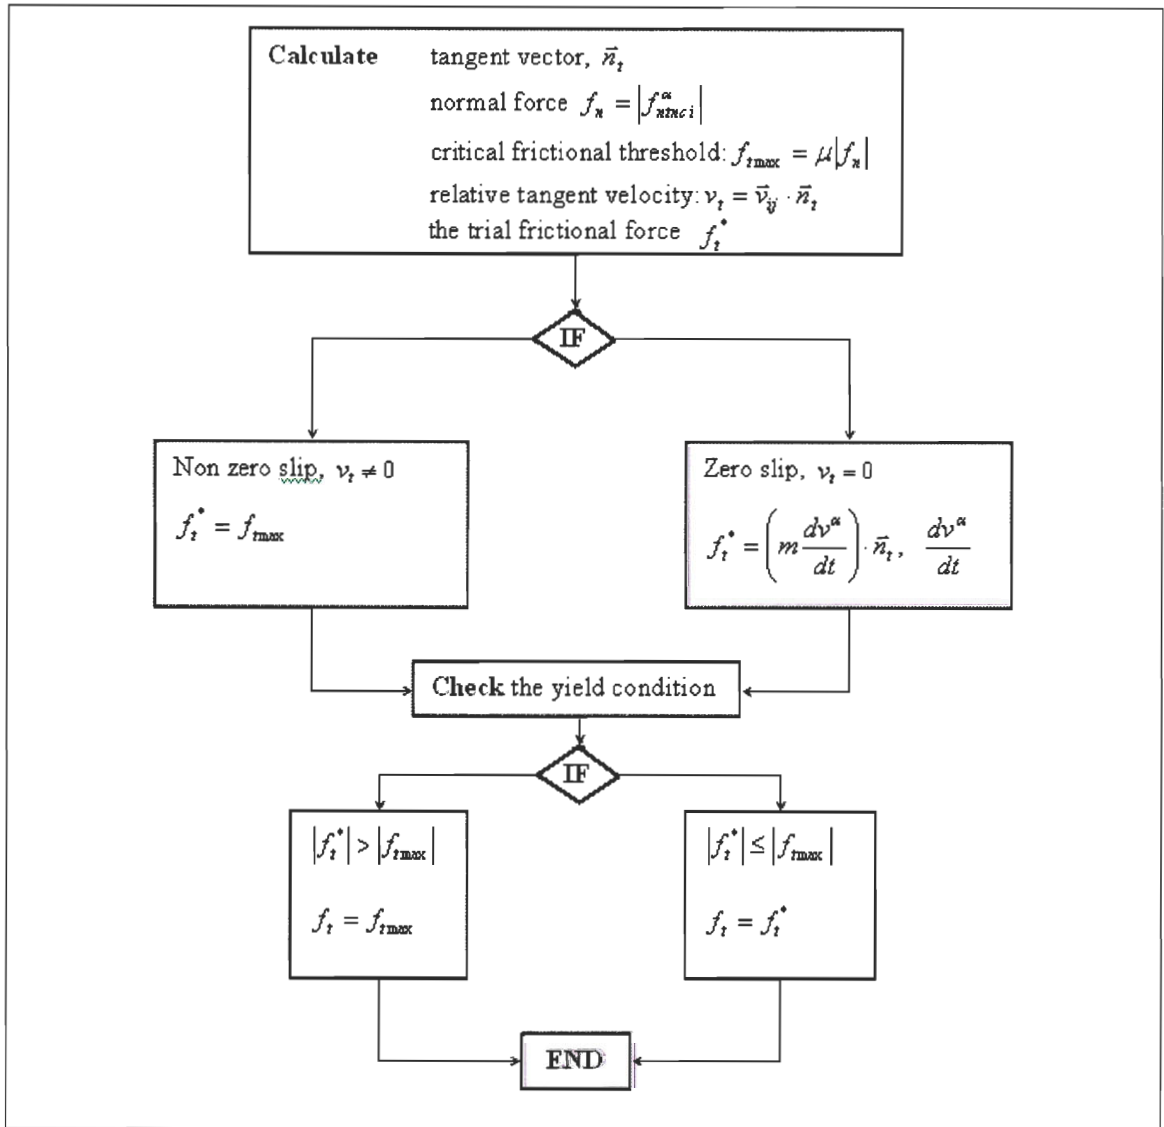 Calculate tangent vector, n⃗_t
normal force f_n = |f^α_ntnci|
critical frictional threshold: f_tmax = μ|f_n|
relative tangent velocity: v_t = v⃗_ij · n⃗_t
the trial frictional force f_t^*
IF
Non zero slip, v_t ≠ 0
f_t^* = f_tmax
Zero slip, v_t = 0
f_t^* = (m dv^α/dt) · n⃗_t, dv^α/dt
Check the yield condition
IF
|f_t^*| > |f_tmax|
f_t = f_tmax
|f_t^*| ≤ |f_tmax|
f_t = f_t^*
END